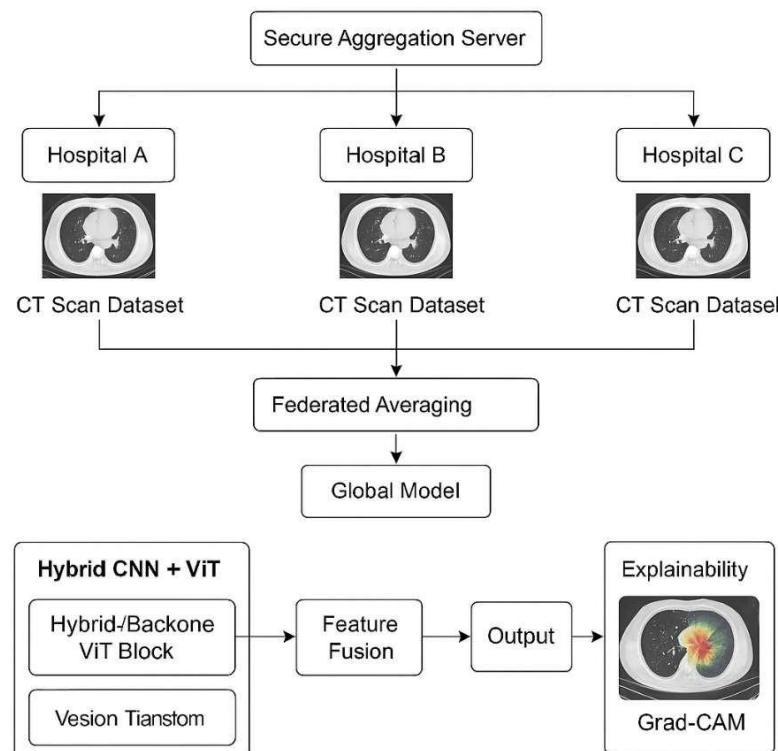 Secure Aggregation Server
Hospital A
Hospital B
Hospital C
CT Scan Dataset
CT Scan Dataset
CT Scan Datasel
Federated Averaging
Global Model
Hybrid CNN + ViT
Hybrid-/Backone
ViT Block
Vesion Tianstom
Feature
Fusion
Output
Explainability
Grad-CAM